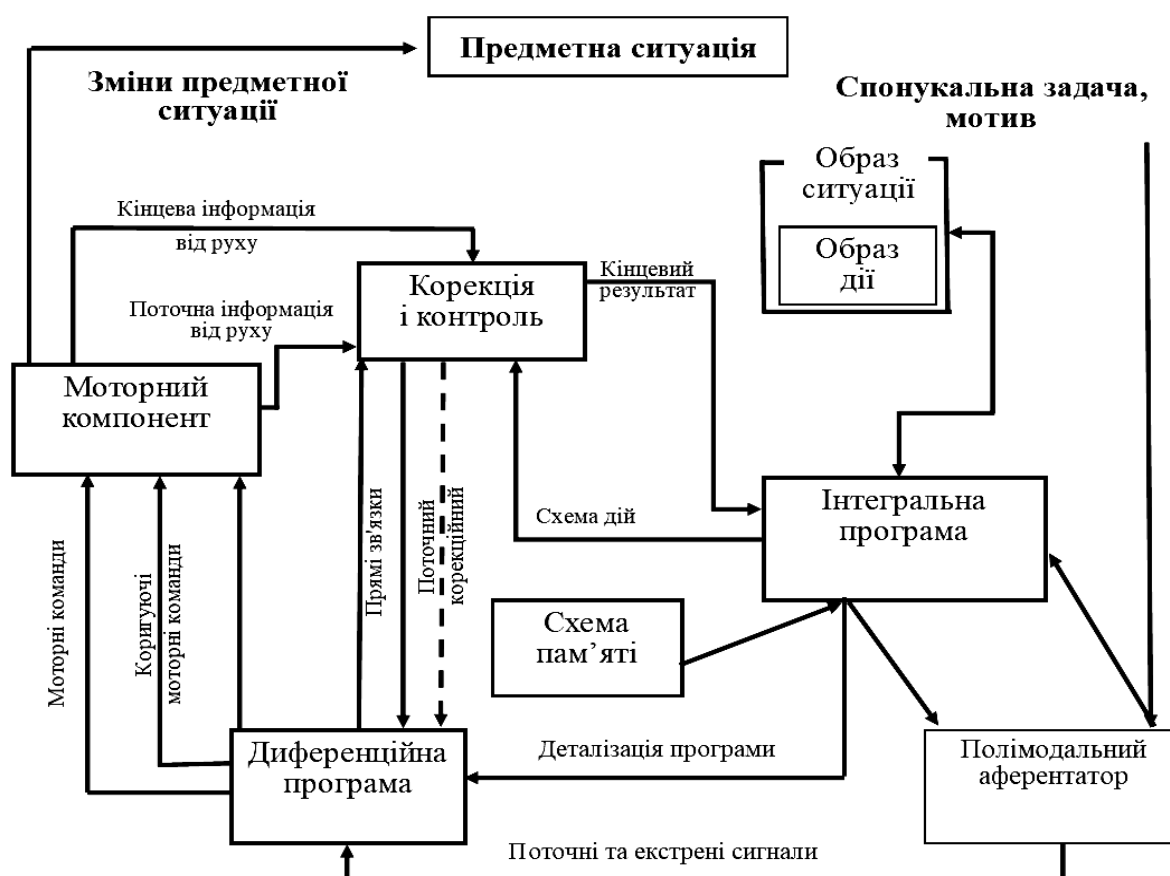 Предметна ситуація
Зміни предметної
ситуації
Спонукальна задача,
мотив
Образ
ситуації
Образ
дії
Кінцева інформація
від руху
Корекція
і контроль
Кінцевий
результат
Поточна інформація
від руху
Моторний
компонент
Інтегральна
програма
Схема дій
Прямі зв'язки
Поточний
корекційний
Моторні команди
Коригуючі
моторні команди
Схема
пам’яті
Диференційна
програма
Деталізація програми
Полімодальний
аферентатор
Поточні та екстрені сигнали